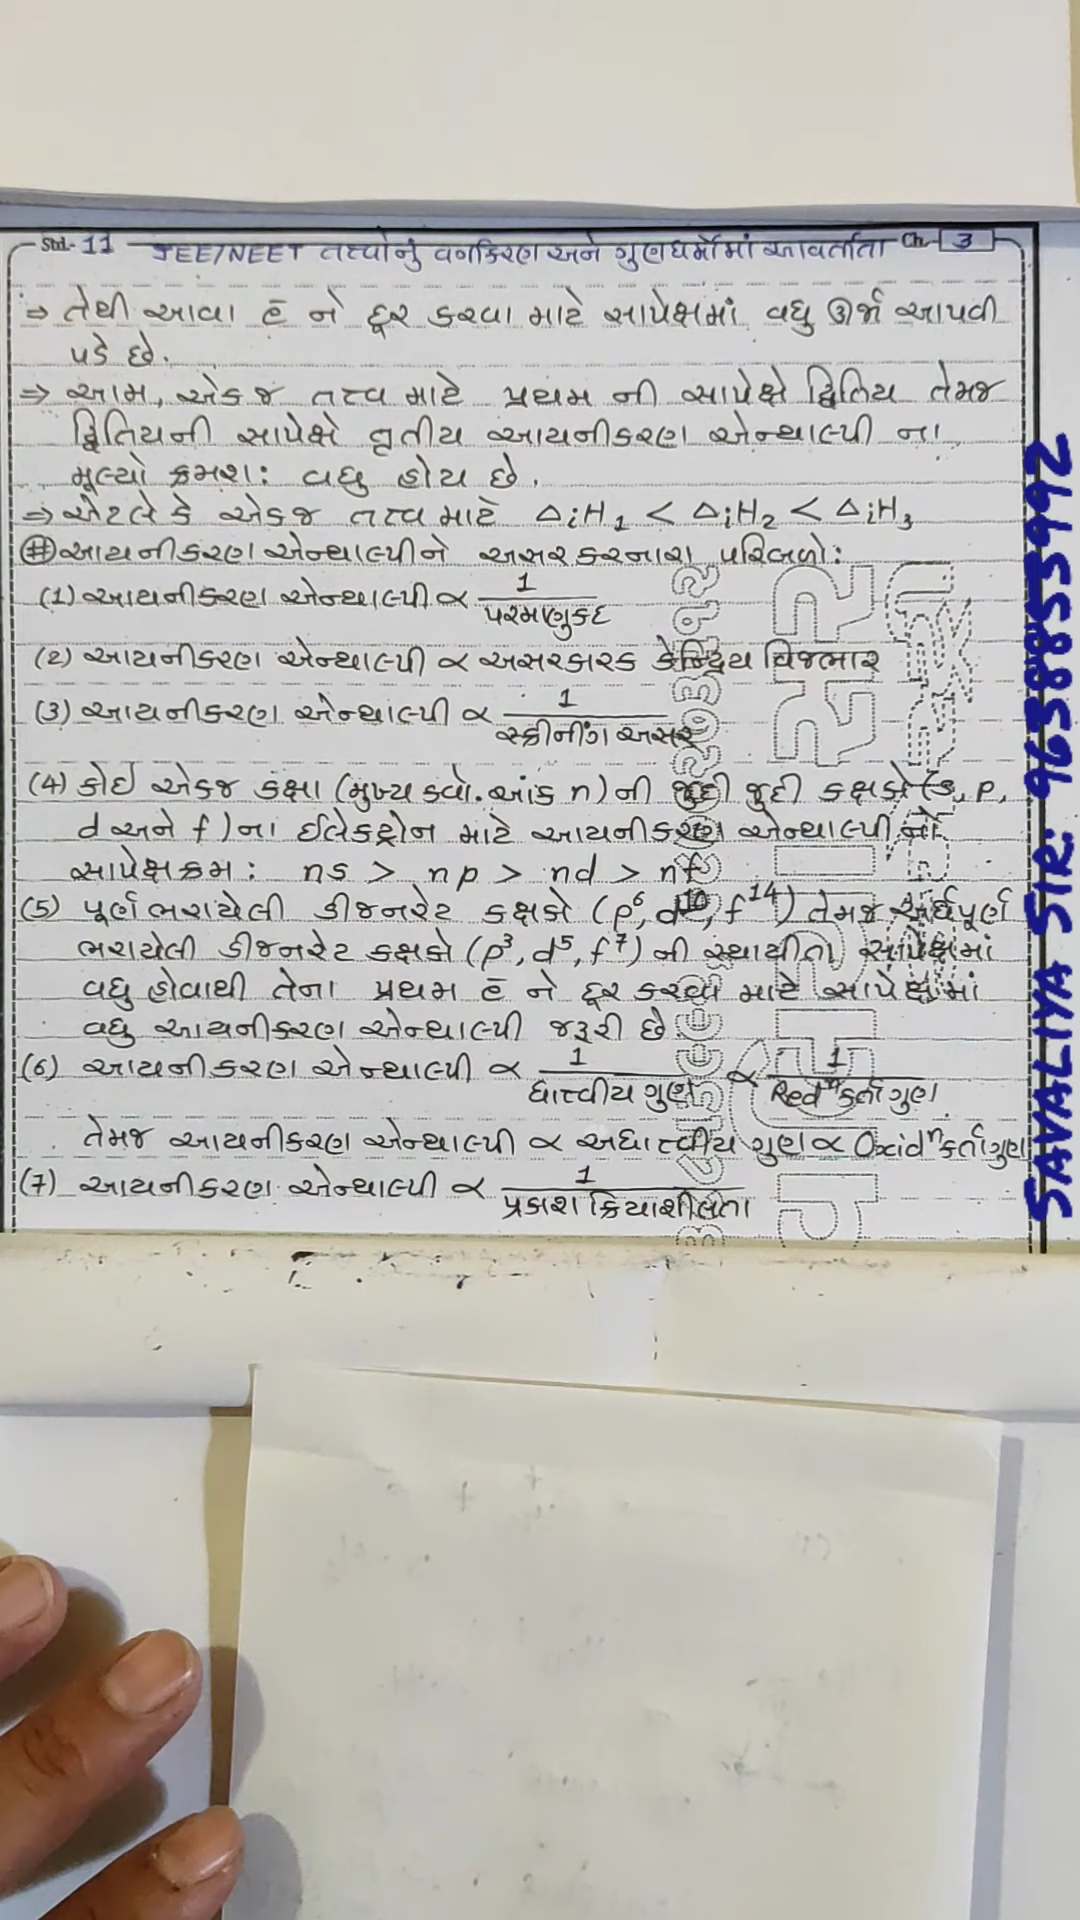 Std.- 11 JEE/NEET તત્ત્વોનું વર્ગીકરણ અને ગુણધર્મોમાં આવર્તીતા Ch.- 3
⇒ તેથી આવા ē ને દૂર કરવા માટે સાપેક્ષમાં વધુ ઊર્જા આપવી
પડે છે.
⇒ આમ, એક જ તત્ત્વ માટે પ્રથમ ની સાપેક્ષે દ્વિતિય તેમજ
દ્વિતિયની સાપેક્ષે તૃતીય આયનીકરણ એન્થાલ્પી ના
મૂલ્યો ક્રમશ: વધુ હોય છે.
⇒ એટલે કે એકજ તત્ત્વ માટે ΔiH1 < ΔiH2 < ΔiH3
# આયનીકરણ એન્થાલ્પીને અસર કરનારા પરિબળો:
(1) આયનીકરણ એન્થાલ્પી ∝ 1 / પરમાણુકદ
(2) આયનીકરણ એન્થાલ્પી ∝ અસરકારક કેન્દ્રિય વિજભાર
(3) આયનીકરણ એન્થાલ્પી ∝ 1 / સ્ક્રીનીંગ અસર
(4) કોઈ એકજ કક્ષા (મુખ્ય ક્વો. આંક n) ની જુદી જુદી કક્ષકો (s, p,
d અને f) ના ઈલેક્ટ્રોન માટે આયનીકરણ એન્થાલ્પી નો
સાપેક્ષ ક્રમ: ns > np > nd > nf
(5) પૂર્ણ ભરાયેલી ડીજનરેટ કક્ષકો (p⁶, d¹⁰, f¹⁴) તેમજ અર્ધપૂર્ણ
ભરાયેલી ડીજનરેટ કક્ષકો (p³, d⁵, f⁷) ની સ્થાયીતા સાપેક્ષમાં
વધુ હોવાથી તેના પ્રથમ ē ને દૂર કરવા માટે સાપેક્ષમાં
વધુ આયનીકરણ એન્થાલ્પી જરૂરી છે
(6) આયનીકરણ એન્થાલ્પી ∝ 1 / ધાત્વીય ગુણ ∝ 1 / Redⁿ કર્તા ગુણ
તેમજ આયનીકરણ એન્થાલ્પી ∝ અધાત્વીય ગુણ ∝ Oxidⁿ કર્તા ગુણ
(7) આયનીકરણ એન્થાલ્પી ∝ 1 / પ્રકાશ ક્રિયાશીલતા
SAVALIYA SIR: 9638855992